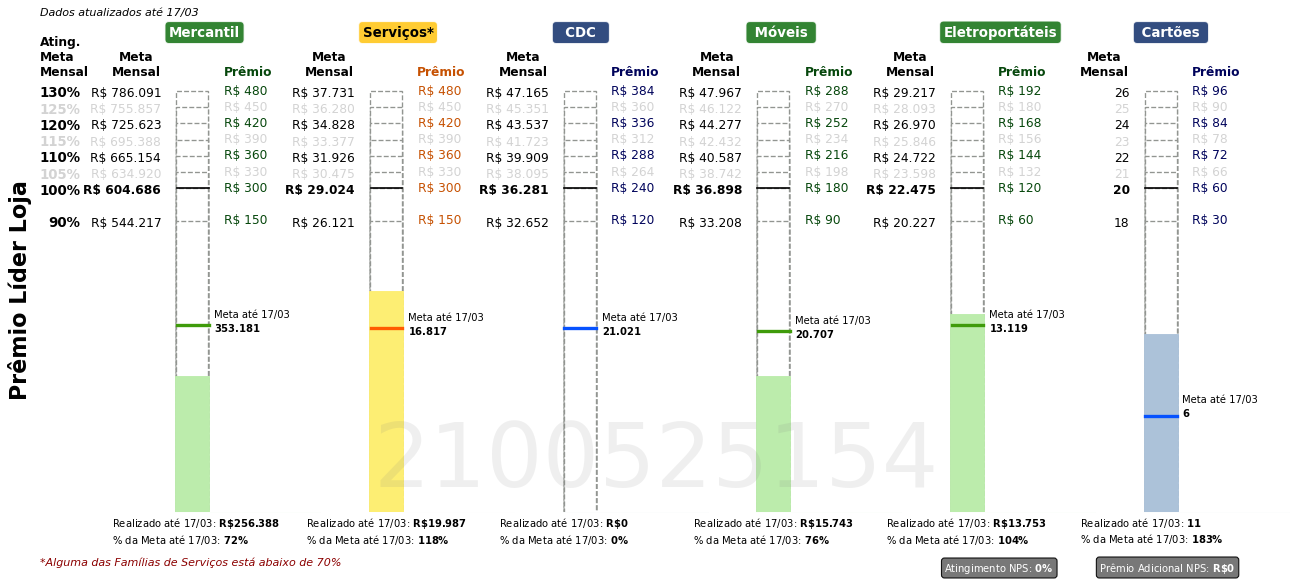 Dados atualizados até 17/03
Mercantil Serviços* CDC Móveis Eletroportáteis Cartões
Ating.
Meta Meta Meta Meta Meta Meta Meta
Mensal Mensal Prêmio Mensal Prêmio Mensal Prêmio Mensal Prêmio Mensal Prêmio Mensal Prêmio
130% R$ 786.091 R$ 480 R$ 37.731 R$ 480 R$ 47.165 R$ 384 R$ 47.967 R$ 288 R$ 29.217 R$ 192 26 R$ 96
125% R$ 755.857 R$ 450 R$ 36.280 R$ 450 R$ 45.351 R$ 360 R$ 46.122 R$ 270 R$ 28.093 R$ 180 25 R$ 90
120% R$ 725.623 R$ 420 R$ 34.828 R$ 420 R$ 43.537 R$ 336 R$ 44.277 R$ 252 R$ 26.970 R$ 168 24 R$ 84
115% R$ 695.388 R$ 390 R$ 33.377 R$ 390 R$ 41.723 R$ 312 R$ 42.432 R$ 234 R$ 25.846 R$ 156 23 R$ 78
110% R$ 665.154 R$ 360 R$ 31.926 R$ 360 R$ 39.909 R$ 288 R$ 40.587 R$ 216 R$ 24.722 R$ 144 22 R$ 72
105% R$ 634.920 R$ 330 R$ 30.475 R$ 330 R$ 38.095 R$ 264 R$ 38.742 R$ 198 R$ 23.598 R$ 132 21 R$ 66
100% R$ 604.686 R$ 300 R$ 29.024 R$ 300 R$ 36.281 R$ 240 R$ 36.898 R$ 180 R$ 22.475 R$ 120 20 R$ 60
90% R$ 544.217 R$ 150 R$ 26.121 R$ 150 R$ 32.652 R$ 120 R$ 33.208 R$ 90 R$ 20.227 R$ 60 18 R$ 30
Prêmio Líder Loja
Meta até 17/03
353.181
Meta até 17/03
16.817
Meta até 17/03
21.021
Meta até 17/03
20.707
Meta até 17/03
13.119
Meta até 17/03
6
2100525154
Realizado até 17/03: R$256.388 Realizado até 17/03: R$19.987 Realizado até 17/03: R$0 Realizado até 17/03: R$15.743 Realizado até 17/03: R$13.753 Realizado até 17/03: 11
% da Meta até 17/03: 72% % da Meta até 17/03: 118% % da Meta até 17/03: 0% % da Meta até 17/03: 76% % da Meta até 17/03: 104% % da Meta até 17/03: 183%
*Alguma das Famílias de Serviços está abaixo de 70% Atingimento NPS: 0% Prêmio Adicional NPS: R$0